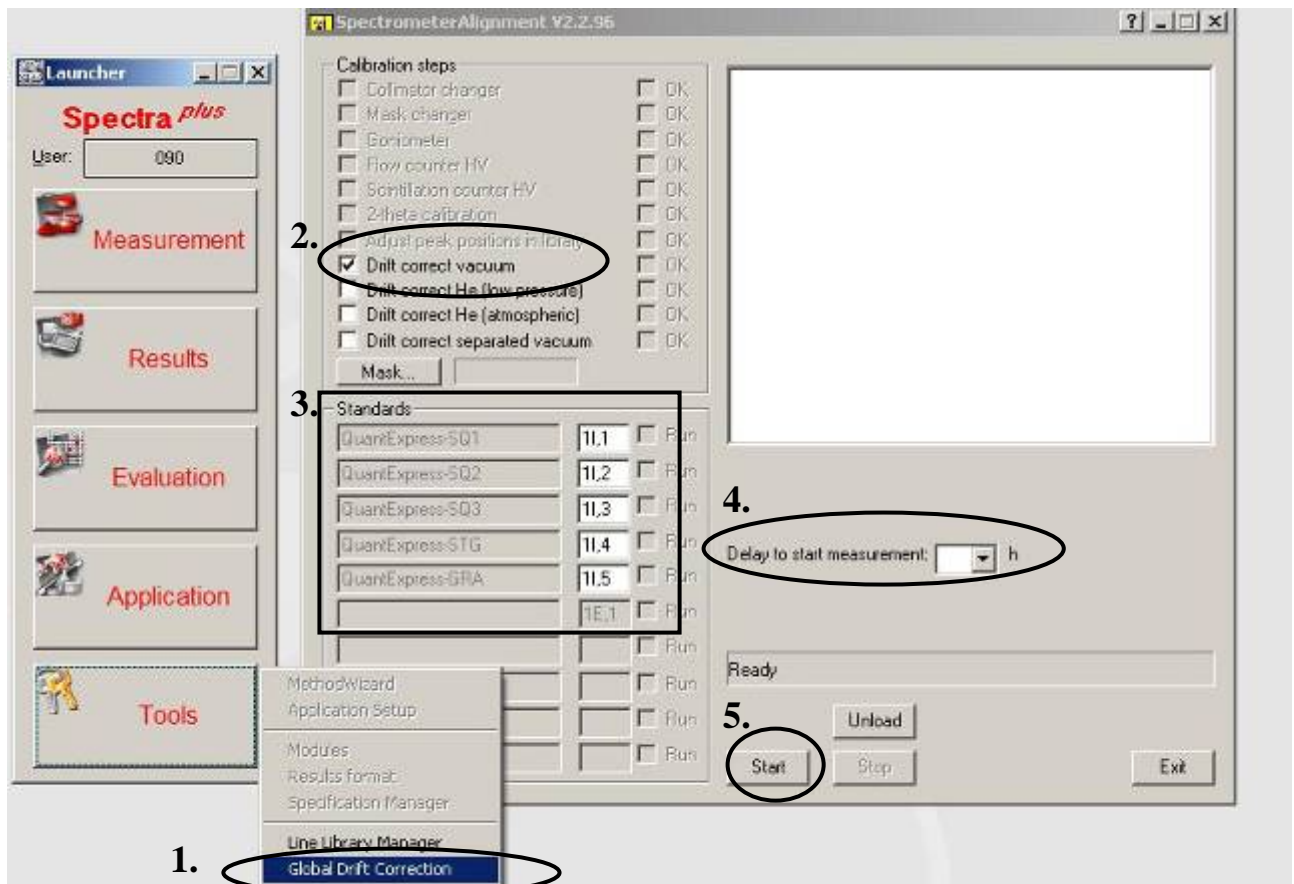 SpectrometerAlignment V2.2.96
Launcher
Spectra plus
User: 090
Measurement
Results
Evaluation
Application
Tools
Calibration steps
Collimator changer OK
Mask changer OK
Goniometer OK
Flow counter HV OK
Scintillation counter HV OK
2-theta calibration OK
2.
Adjust peak positions in library OK
Drift correct vacuum OK
Drift correct He (low pressure) OK
Drift correct He (atmospheric) OK
Drift correct separated vacuum OK
Mask...
3.
Standards
QuantExpress-SQ1 1I,1 Run
QuantExpress-SQ2 1I,2 Run
QuantExpress-SQ3 1I,3 Run
QuantExpress-STG 1I,4 Run
QuantExpress-GRA 1I,5 Run
1E,1 Run
Run
Run
Run
Run
4.
Delay to start measurement: h
Ready
5.
Unload
Start Stop Exit
MethodWizard
Application Setup
Modules
Results format
Specification Manager
Line Library Manager
1.
Global Drift Correction